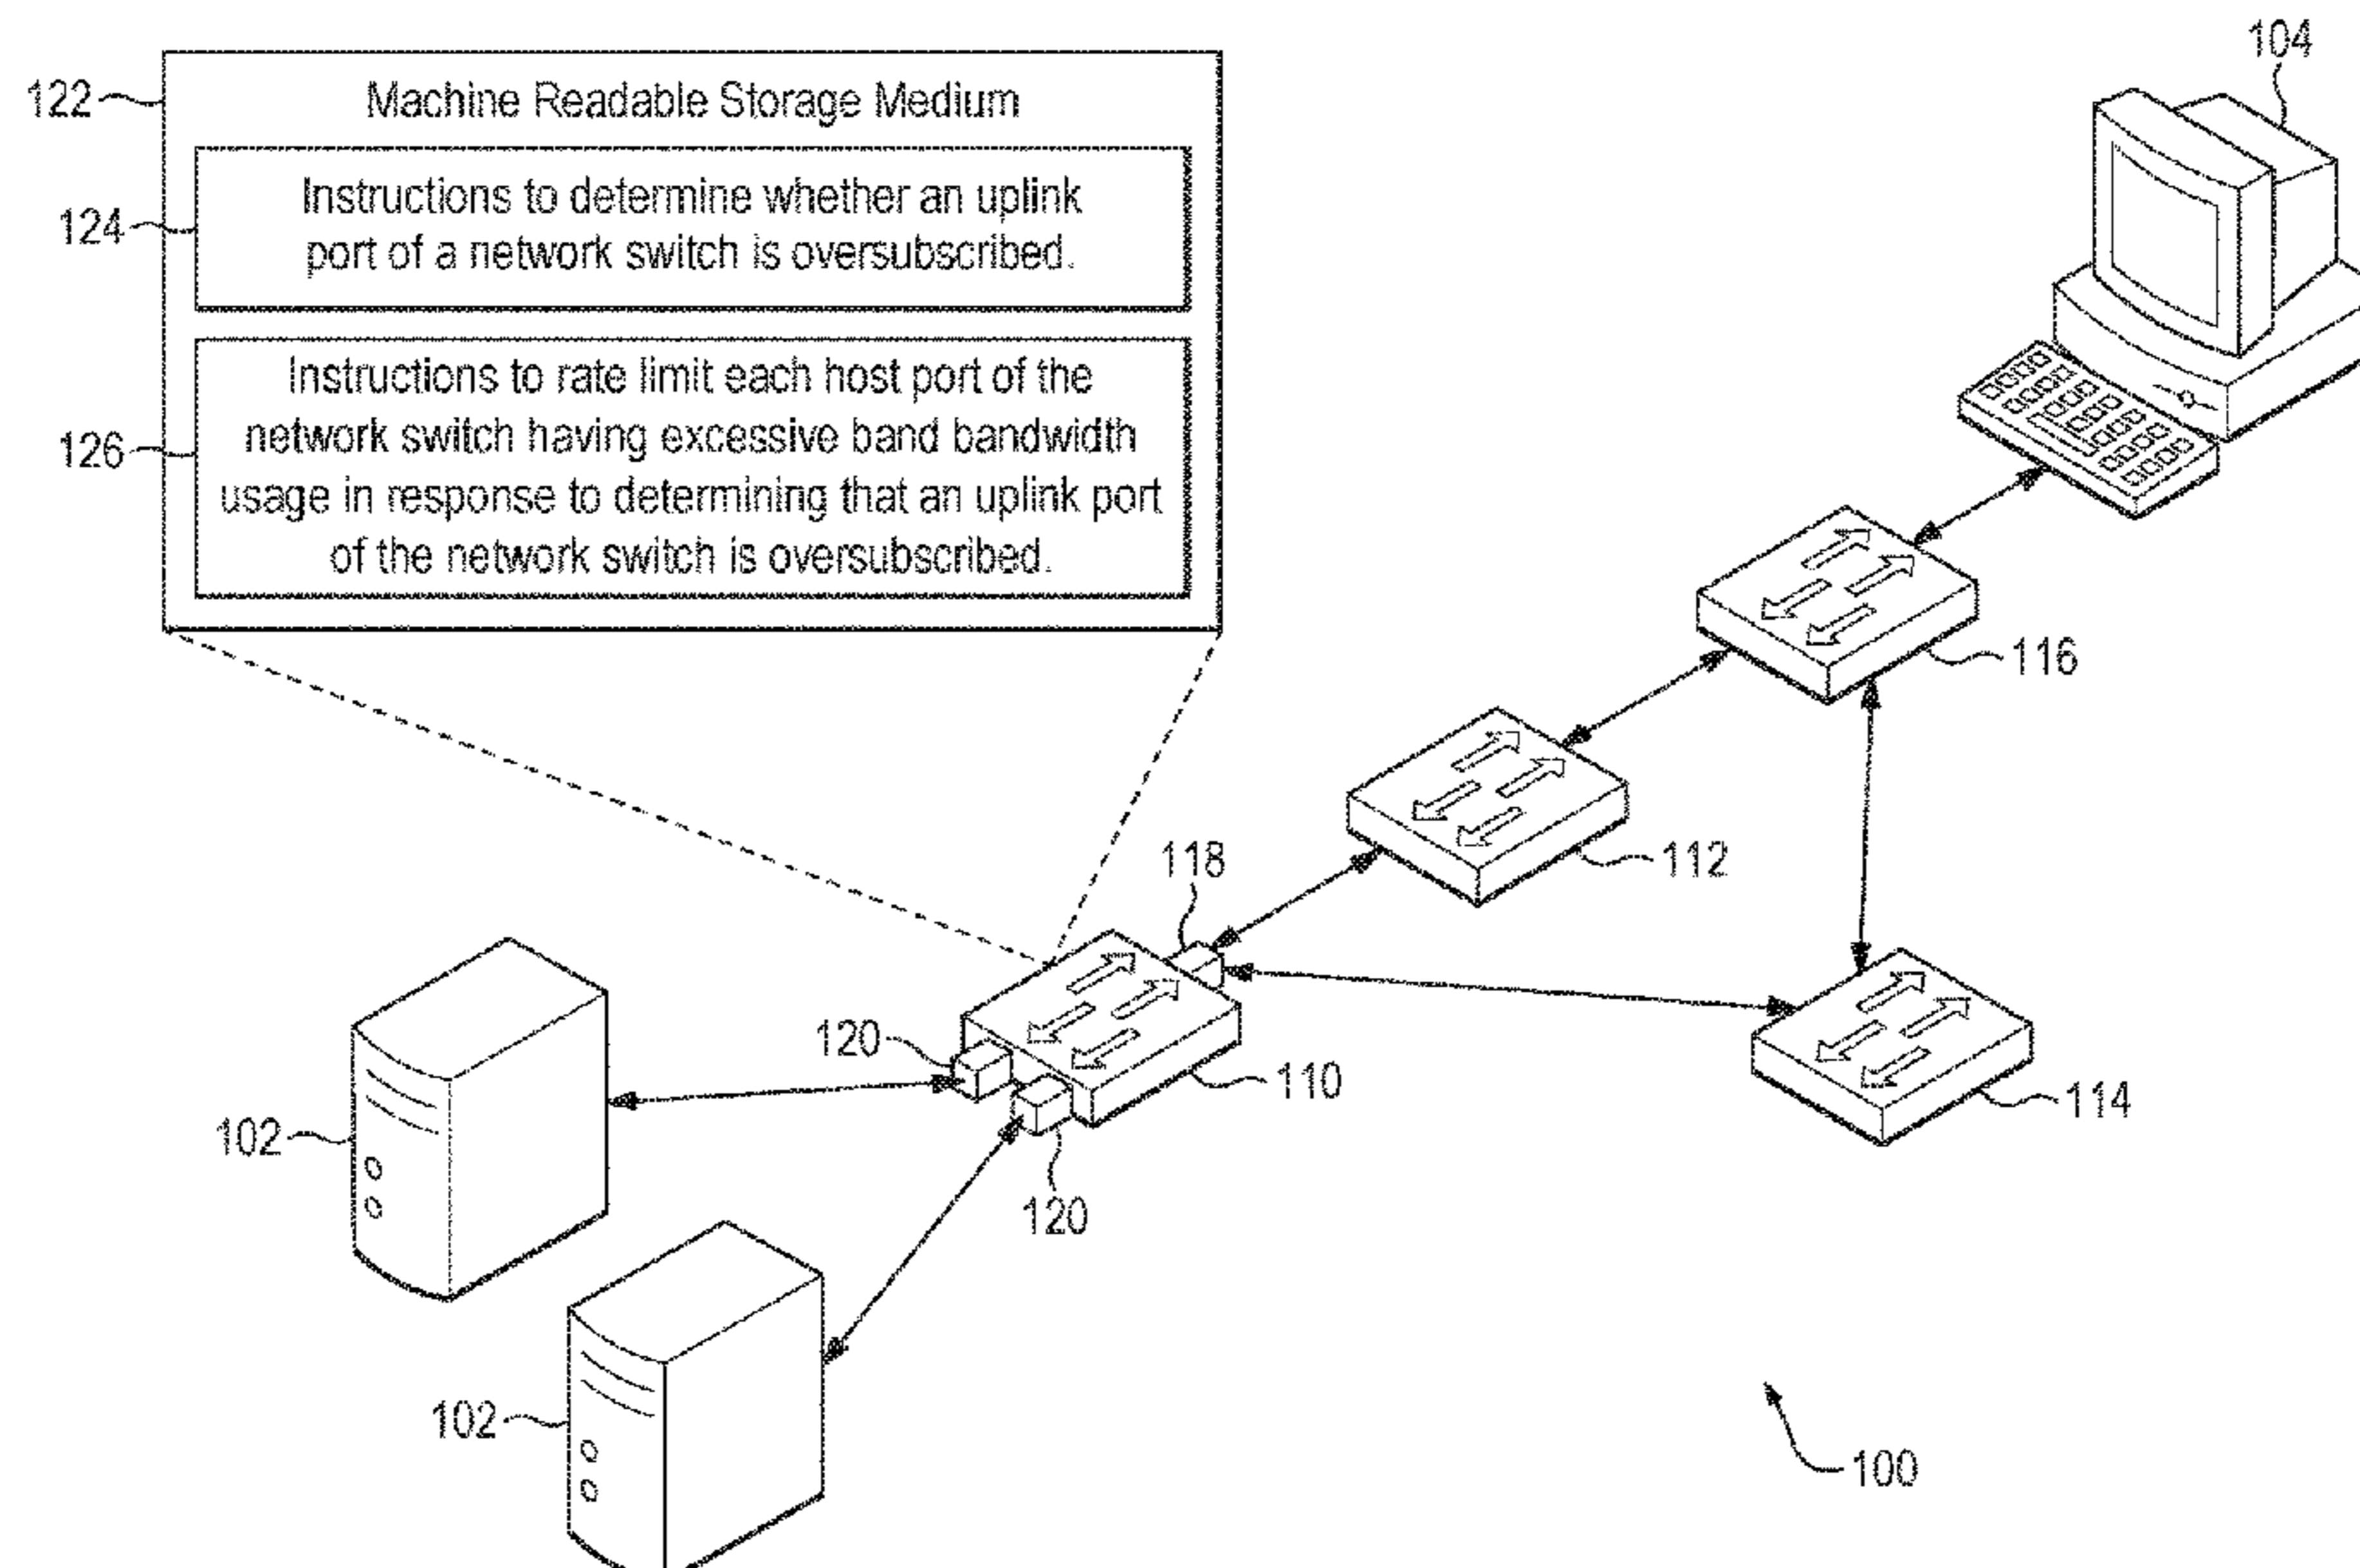 104
122
Machine Readable Storage Medium
124
Instructions to determine whether an uplink
port of a network switch is oversubscribed.
126
Instructions to rate limit each host port of the
network switch having excessive band bandwidth
usage in response to determining that an uplink port
of the network switch is oversubscribed.
116
118
112
120
110
114
102
120
102
100